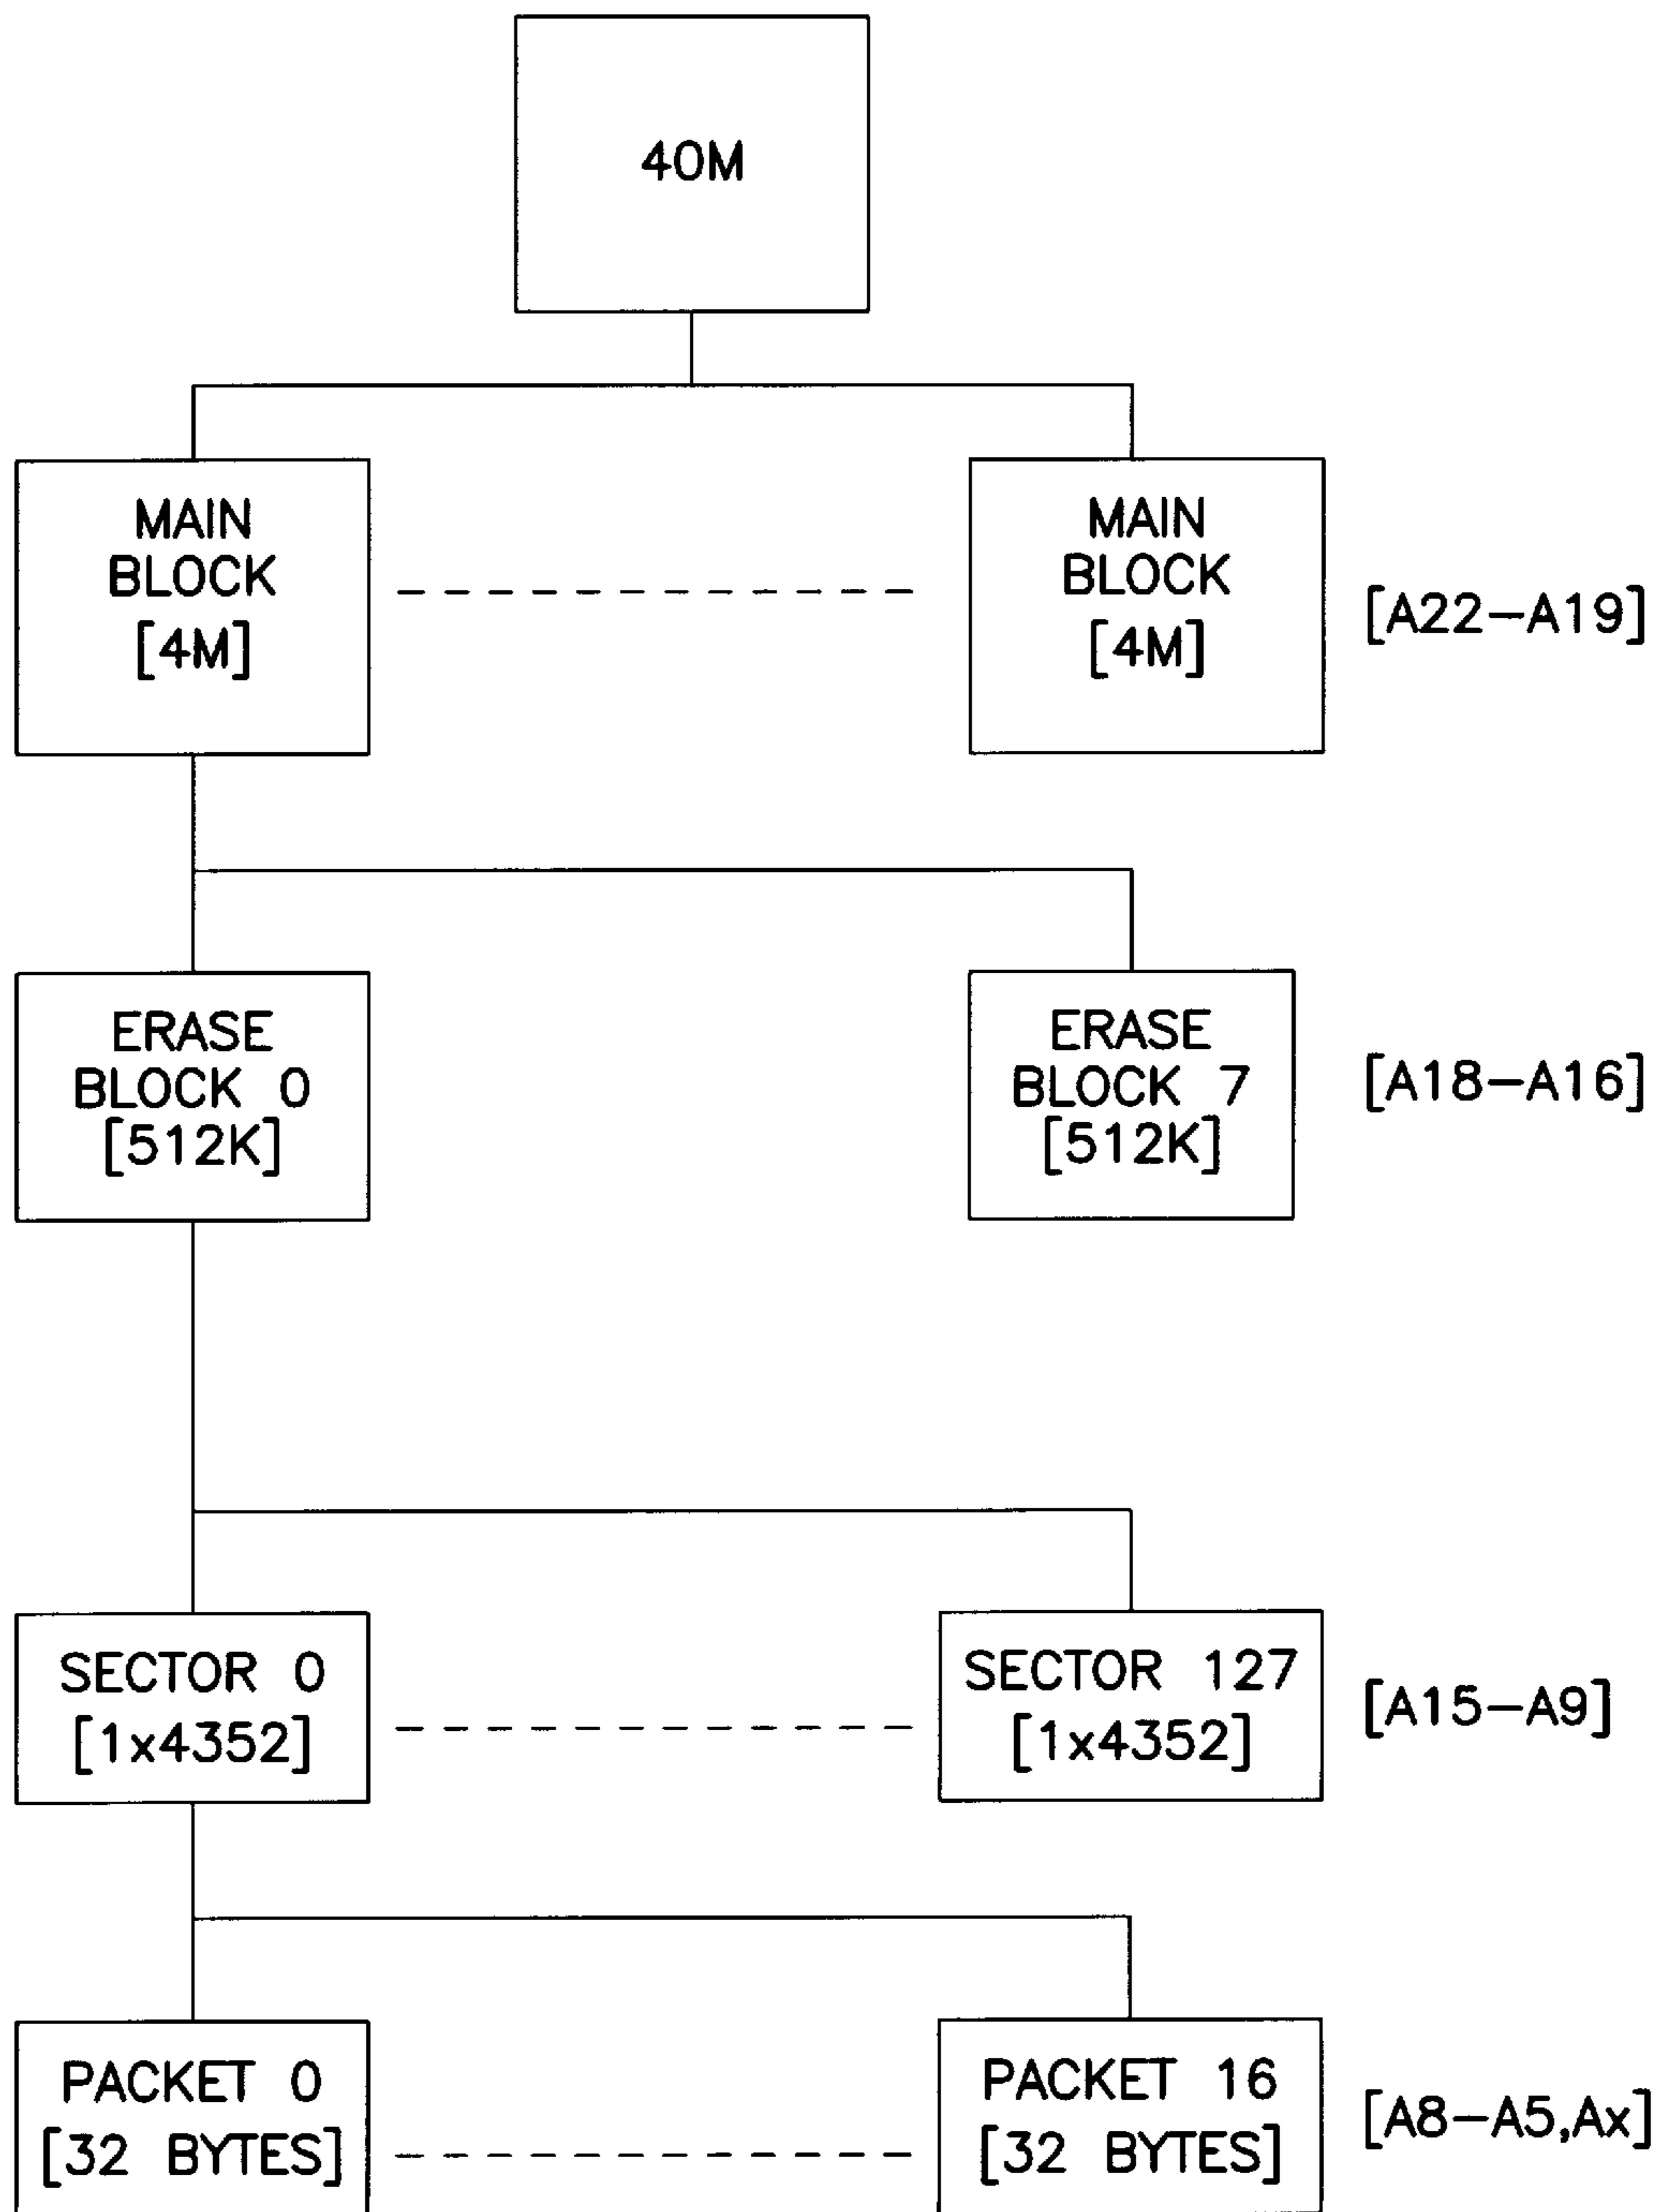 40M
MAIN
BLOCK
[4M]
MAIN
BLOCK
[4M]
[A22-A19]
ERASE
BLOCK 0
[512K]
ERASE
BLOCK 7
[512K]
[A18-A16]
SECTOR 0
[1x4352]
SECTOR 127
[1x4352]
[A15-A9]
PACKET 0
[32 BYTES]
PACKET 16
[32 BYTES]
[A8-A5,Ax]